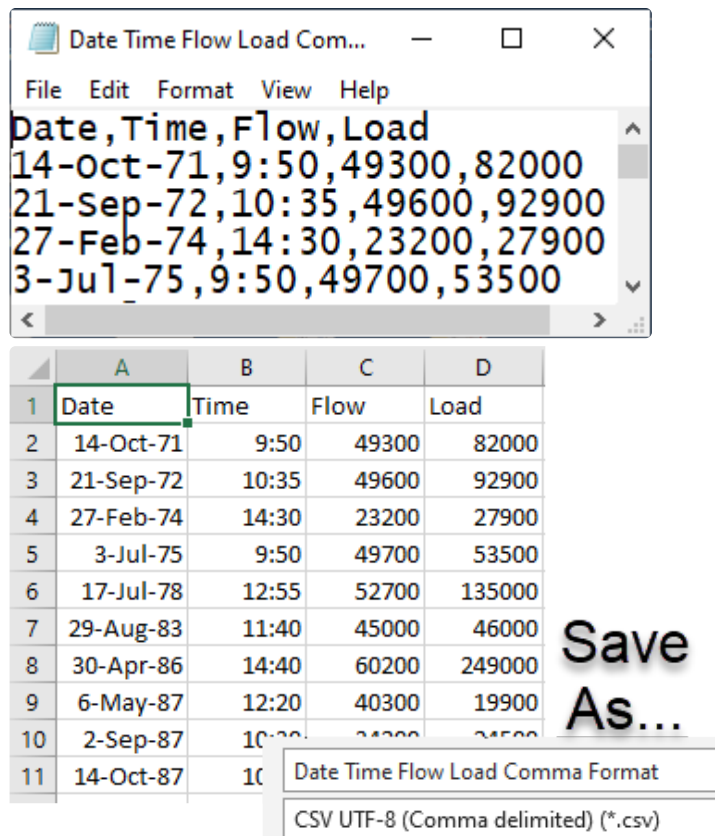 Date Time Flow Load Com...
File Edit Format View Help
Date,Time,Flow,Load
14-Oct-71,9:50,49300,82000
21-Sep-72,10:35,49600,92900
27-Feb-74,14:30,23200,27900
3-Jul-75,9:50,49700,53500
A B C D
1 Date Time Flow Load
2 14-Oct-71 9:50 49300 82000
3 21-Sep-72 10:35 49600 92900
4 27-Feb-74 14:30 23200 27900
5 3-Jul-75 9:50 49700 53500
6 17-Jul-78 12:55 52700 135000
7 29-Aug-83 11:40 45000 46000
8 30-Apr-86 14:40 60200 249000
9 6-May-87 12:20 40300 19900
10 2-Sep-87
11 14-Oct-87 10
Save
As...
Date Time Flow Load Comma Format
CSV UTF-8 (Comma delimited) (*.csv)